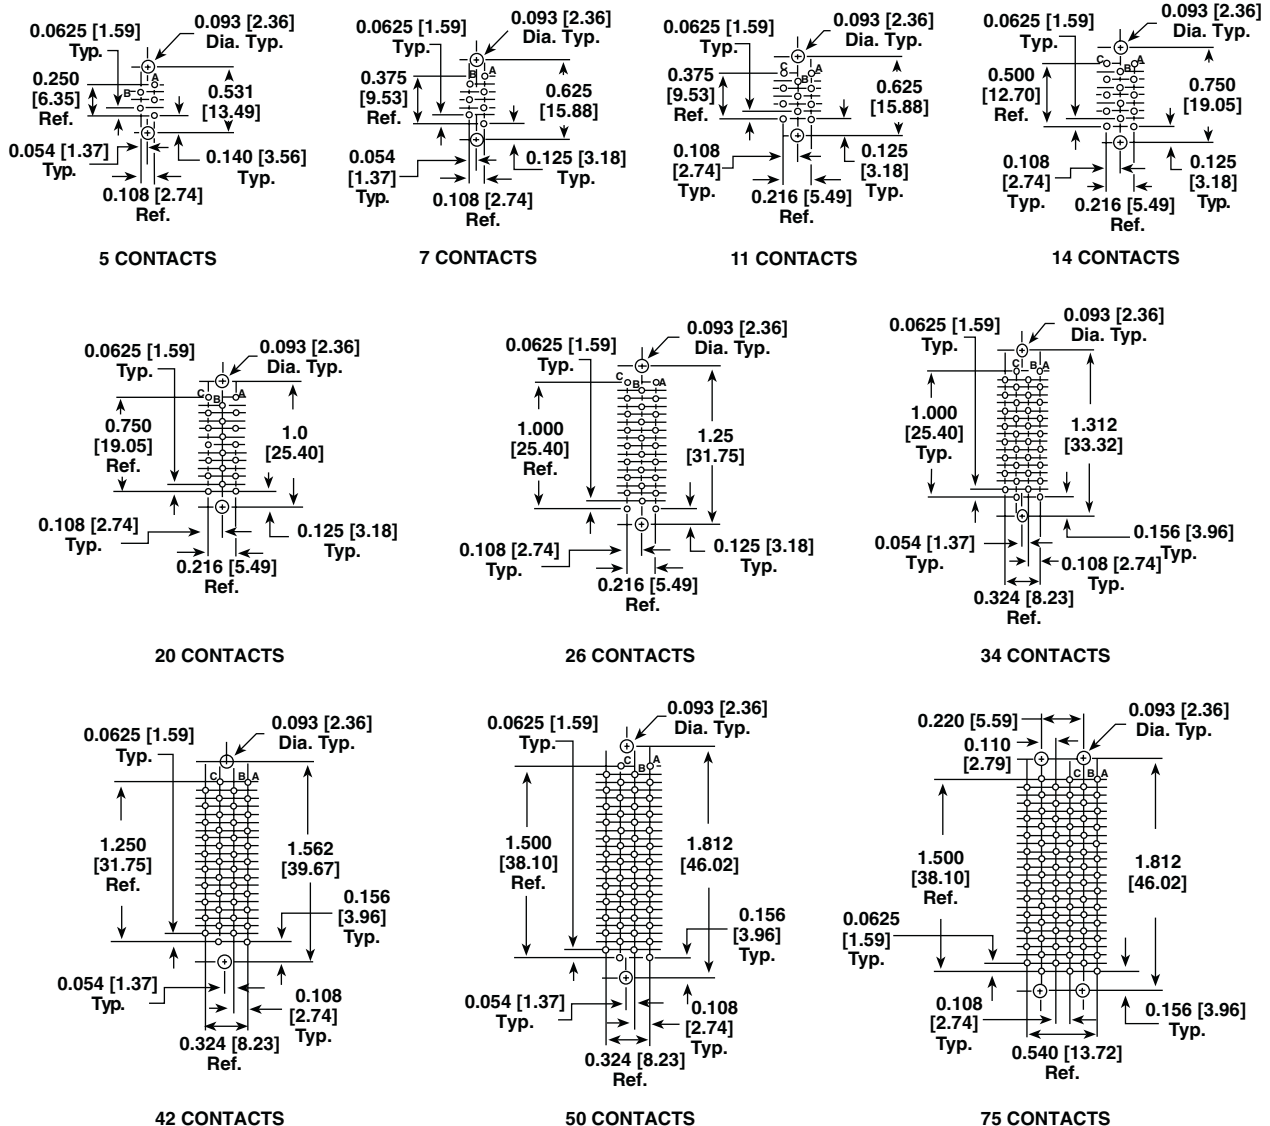 0.0625 [1.59]
Typ.
0.093 [2.36]
Dia. Typ.
0.250
[6.35]
Ref.
A
B
0.531
[13.49]
0.054 [1.37]
Typ.
0.140 [3.56]
Typ.
0.108 [2.74]
Ref.
5 CONTACTS
0.0625 [1.59]
Typ.
0.093 [2.36]
Dia. Typ.
0.375
[9.53]
Ref.
B
A
0.625
[15.88]
0.054
[1.37]
Typ.
0.125 [3.18]
Typ.
0.108 [2.74]
Ref.
7 CONTACTS
0.0625 [1.59]
Typ.
0.093 [2.36]
Dia. Typ.
0.375
[9.53]
Ref.
C
B
A
0.625
[15.88]
0.108
[2.74]
Typ.
0.125
[3.18]
Typ.
0.216 [5.49]
Ref.
11 CONTACTS
0.0625 [1.59]
Typ.
0.093 [2.36]
Dia. Typ.
0.500
[12.70]
Ref.
C
B
A
0.750
[19.05]
0.108
[2.74]
Typ.
0.125
[3.18]
Typ.
0.216 [5.49]
Ref.
14 CONTACTS
0.0625 [1.59]
Typ.
0.093 [2.36]
Dia. Typ.
C
B
A
0.750
[19.05]
Ref.
1.0
[25.40]
0.108 [2.74]
Typ.
0.125 [3.18]
Typ.
0.216 [5.49]
Ref.
20 CONTACTS
0.0625 [1.59]
Typ.
0.093 [2.36]
Dia. Typ.
C
B
A
1.000
[25.40]
Ref.
1.25
[31.75]
0.108 [2.74]
Typ.
0.125 [3.18]
Typ.
0.216 [5.49]
Ref.
26 CONTACTS
0.0625 [1.59]
Typ.
0.093 [2.36]
Dia. Typ.
C
B
A
1.000
[25.40]
Typ.
1.312
[33.32]
0.054 [1.37]
Typ.
0.156 [3.96]
Typ.
0.108 [2.74]
Typ.
0.324 [8.23]
Ref.
34 CONTACTS
0.0625 [1.59]
Typ.
0.093 [2.36]
Dia. Typ.
C
B
A
1.250
[31.75]
Ref.
1.562
[39.67]
0.156
[3.96]
Typ.
0.054 [1.37]
Typ.
0.108
[2.74]
Typ.
0.324 [8.23]
Ref.
42 CONTACTS
0.0625 [1.59]
Typ.
0.093 [2.36]
Dia. Typ.
C
B
A
1.500
[38.10]
Ref.
1.812
[46.02]
0.156
[3.96]
Typ.
0.054 [1.37]
Typ.
0.108
[2.74]
Typ.
0.324 [8.23]
Ref.
50 CONTACTS
0.220 [5.59]
0.093 [2.36]
Dia. Typ.
0.110
[2.79]
C
B
A
1.500
[38.10]
Ref.
1.812
[46.02]
0.0625
[1.59]
Typ.
0.108
[2.74]
Typ.
0.156 [3.96]
Typ.
0.540 [13.72]
Ref.
75 CONTACTS